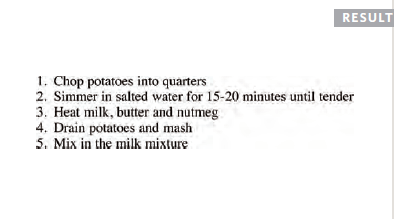 RESULT
1. Chop potatoes into quarters
2. Simmer in salted water for 15-20 minutes until tender
3. Heat milk, butter and nutmeg
4. Drain potatoes and mash
5. Mix in the milk mixture